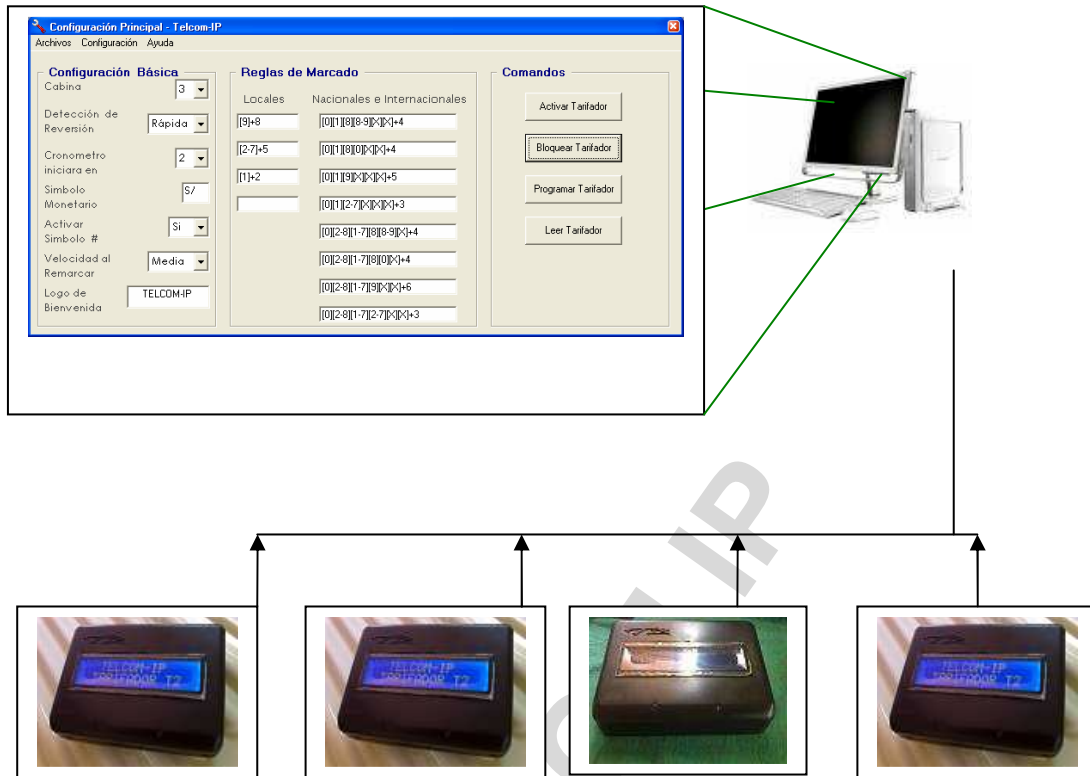 Configuración Principal - Telcom-IP
Archivos Configuración Ayuda
Configuración Básica
Cabina 3
Detección de
Reversión Rápida
Cronometro
iniciara en 2
Simbolo
Monetario S/
Activar
Simbolo # Si
Velocidad al
Remarcar Media
Logo de
Bienvenida TELCOM-IP
Reglas de Marcado
Locales Nacionales e Internacionales
[9]+8 [0][1][8][8-9][X][X]+4
[2-7]+5 [0][1][8][0][X][X]+4
[1]+2 [0][1][9][X][X][X]+5
[0][1][2-7][X][X][X]+3
[0][2-8][1-7][8][8-9][X]+4
[0][2-8][1-7][8][0][X]+4
[0][2-8][1-7][9][X][X]+6
[0][2-8][1-7][2-7][X][X]+3
Comandos
Activar Tarifador
Bloquear Tarifador
Programar Tarifador
Leer Tarifador
IP
TELCOM-IP
TARIFADOR T2
TELCOM-IP
TARIFADOR T2
TELCOM-IP
TARIFADOR T2